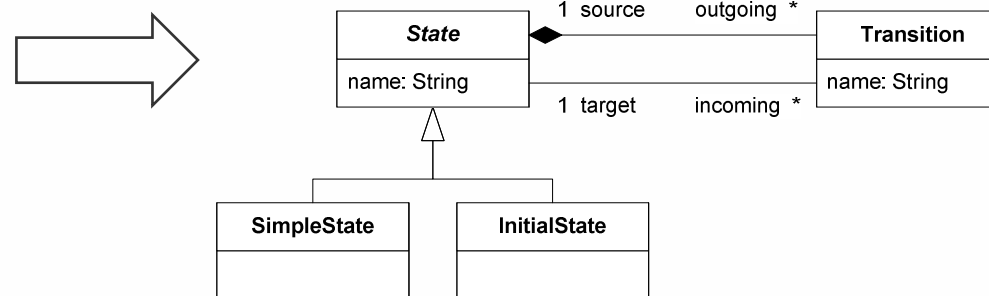 1 source outgoing *
State Transition
name: String name: String
1 target incoming *
SimpleState InitialState